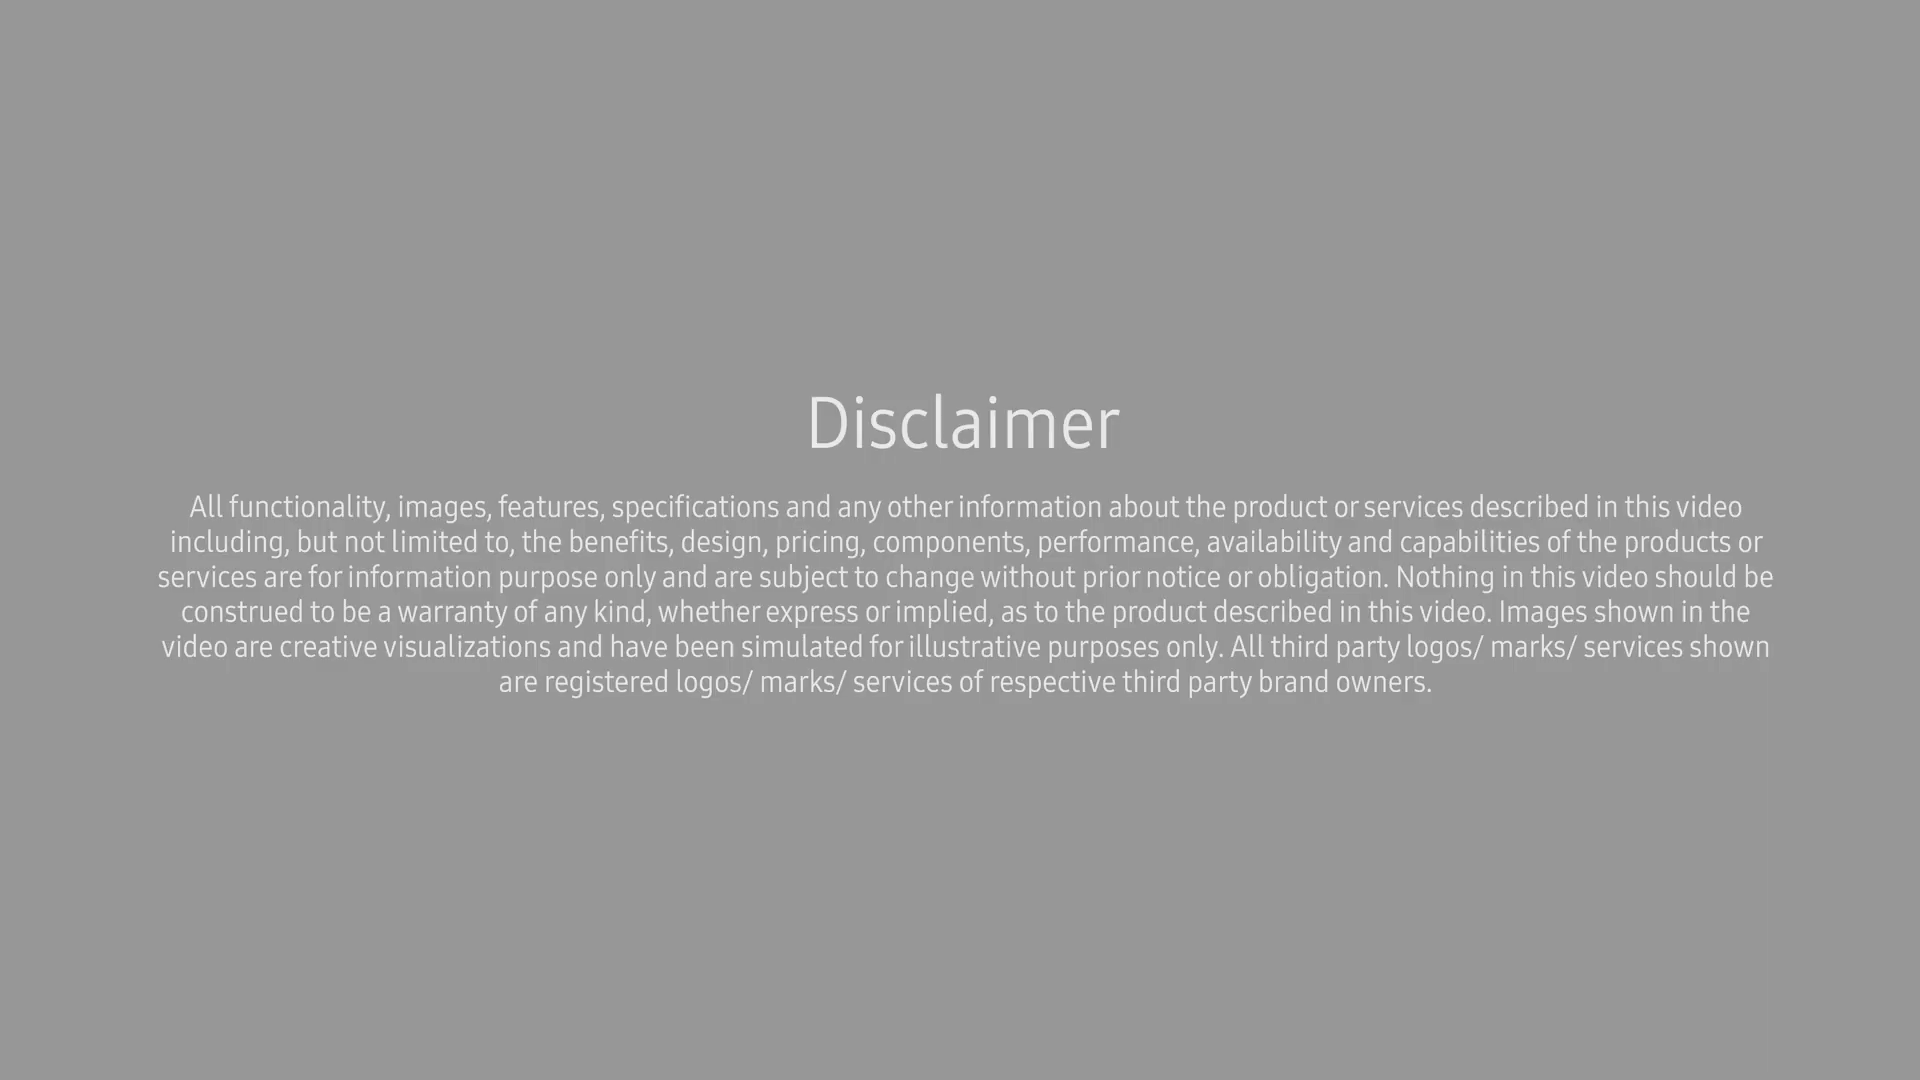 Disclaimer
All functionality, images, features, specifications and any other information about the product or services described in this video
including, but not limited to, the benefits, design, pricing, components, performance, availability and capabilities of the products or
services are for information purpose only and are subject to change without prior notice or obligation. Nothing in this video should be
construed to be a warranty of any kind, whether express or implied, as to the product described in this video. Images shown in the
video are creative visualizations and have been simulated for illustrative purposes only. All third party logos/ marks/ services shown
are registered logos/ marks/ services of respective third party brand owners.